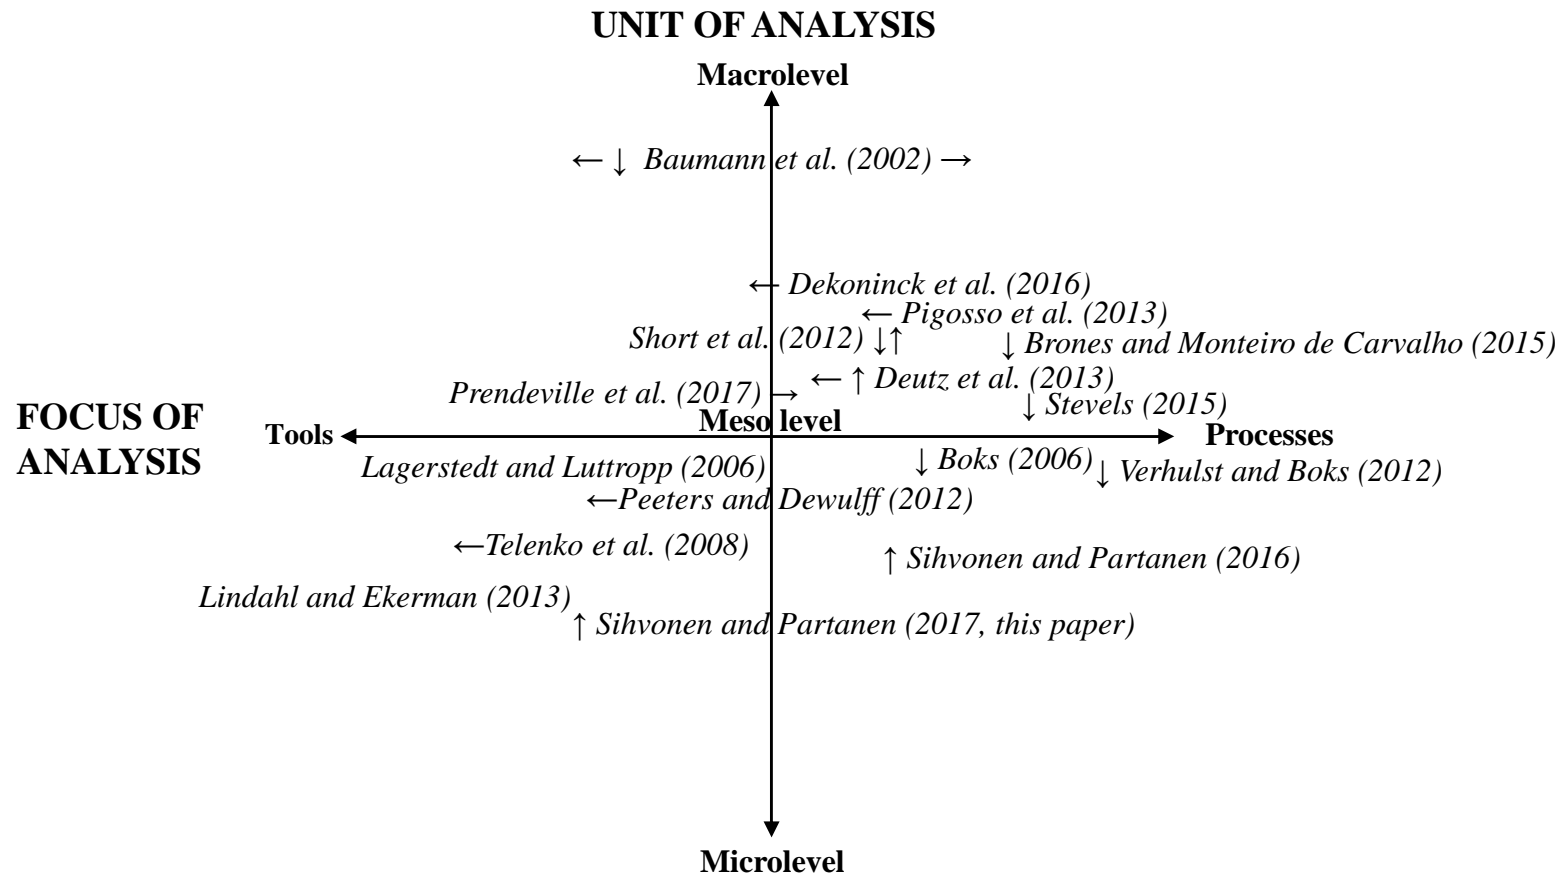 UNIT OF ANALYSIS
Macrolevel
← ↓ Baumann et al. (2002) →
← Dekoninck et al. (2016)
← Pigosso et al. (2013)
Short et al. (2012) ↓↑
↓ Brones and Monteiro de Carvalho (2015)
← ↑ Deutz et al. (2013)
Prendeville et al. (2017) →
↓ Stevels (2015)
Meso level
FOCUS OF
ANALYSIS
Tools
Processes
Lagerstedt and Luttropp (2006)
↓ Boks (2006)
↓ Verhulst and Boks (2012)
←Peeters and Dewulff (2012)
←Telenko et al. (2008)
↑ Sihvonen and Partanen (2016)
Lindahl and Ekerman (2013)
↑ Sihvonen and Partanen (2017, this paper)
Microlevel